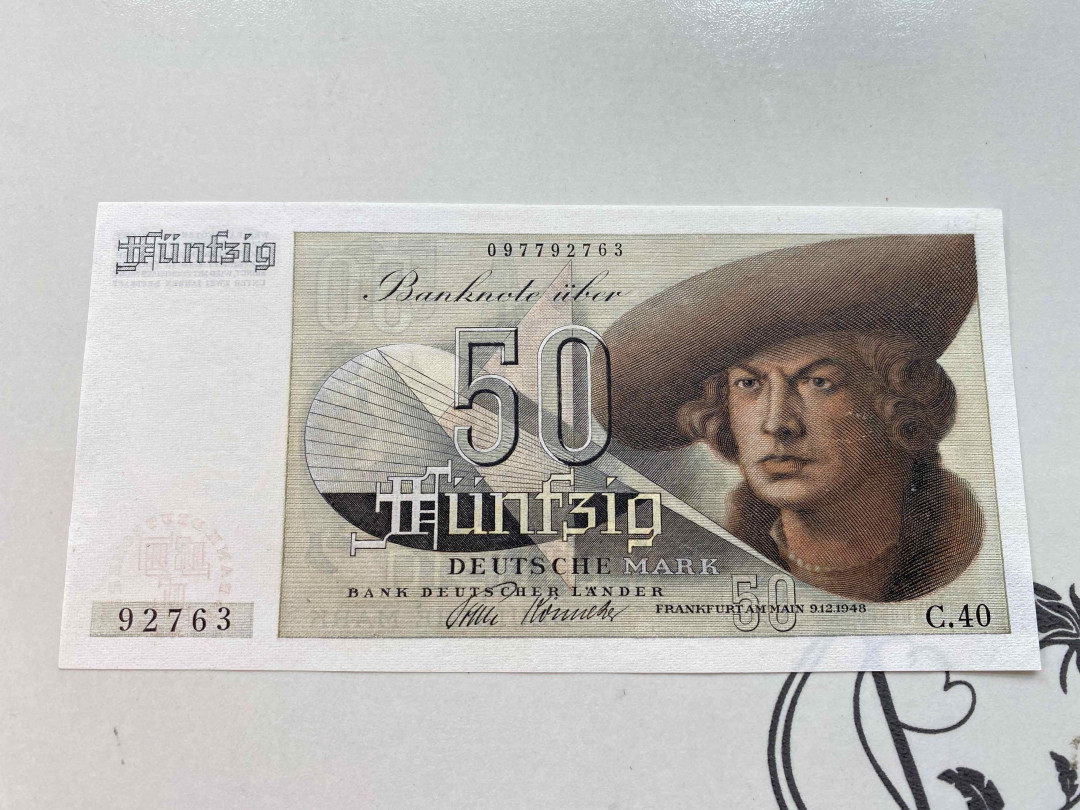 Fünfzig
097792763
Banknote über
50
Fünfzig
DEUTSCHE MARK
BANK DEUTSCHER LÄNDER
FRANKFURT AM MAIN 9.12.1948
50
92763
C.40